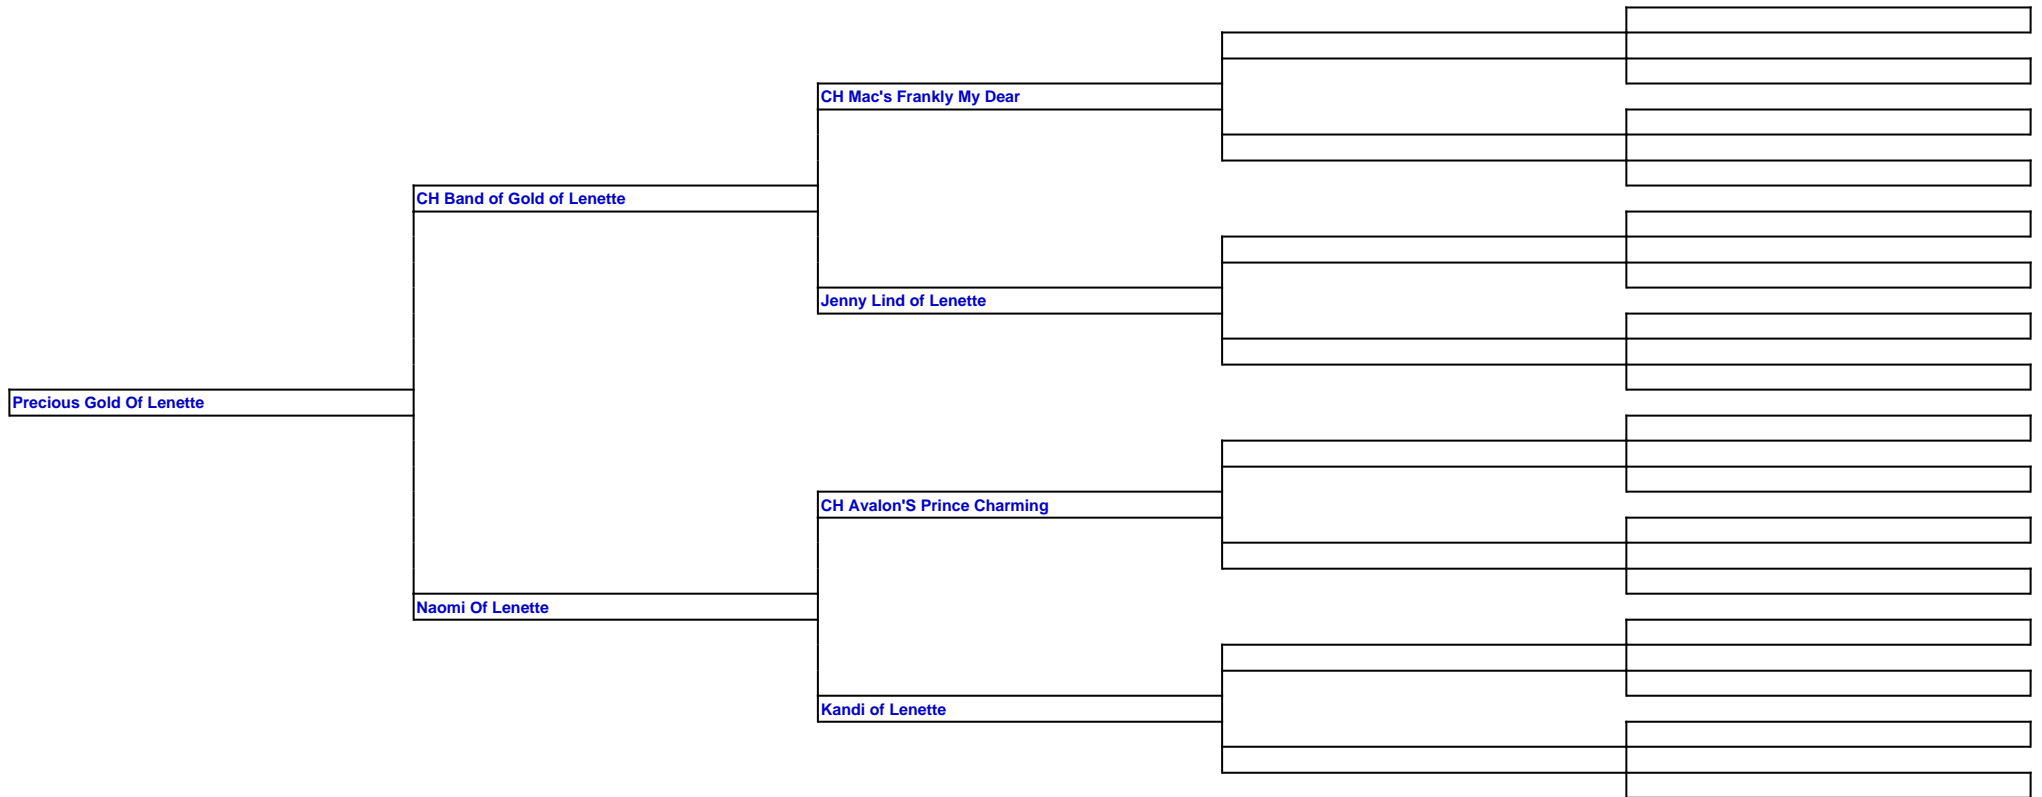 CH Mac's Frankly My Dear
CH Band of Gold of Lenette
Jenny Lind of Lenette
Precious Gold Of Lenette
CH Avalon'S Prince Charming
Naomi Of Lenette
Kandi of Lenette